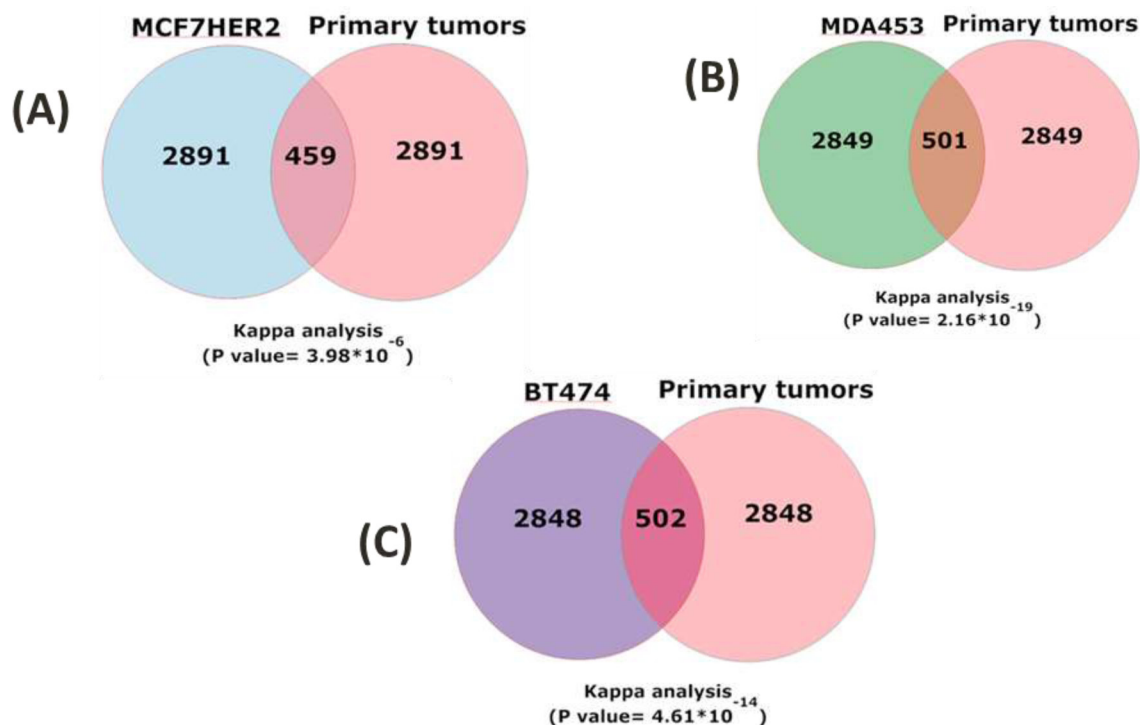 (A)
MCF7HER2 Primary tumors
2891 459 2891
Kappa analysis
(P value= 3.98*10⁻⁶)
(B)
MDA453 Primary tumors
2849 501 2849
Kappa analysis
(P value= 2.16*10⁻¹⁹)
(C)
BT474 Primary tumors
2848 502 2848
Kappa analysis
(P value= 4.61*10⁻¹⁴)